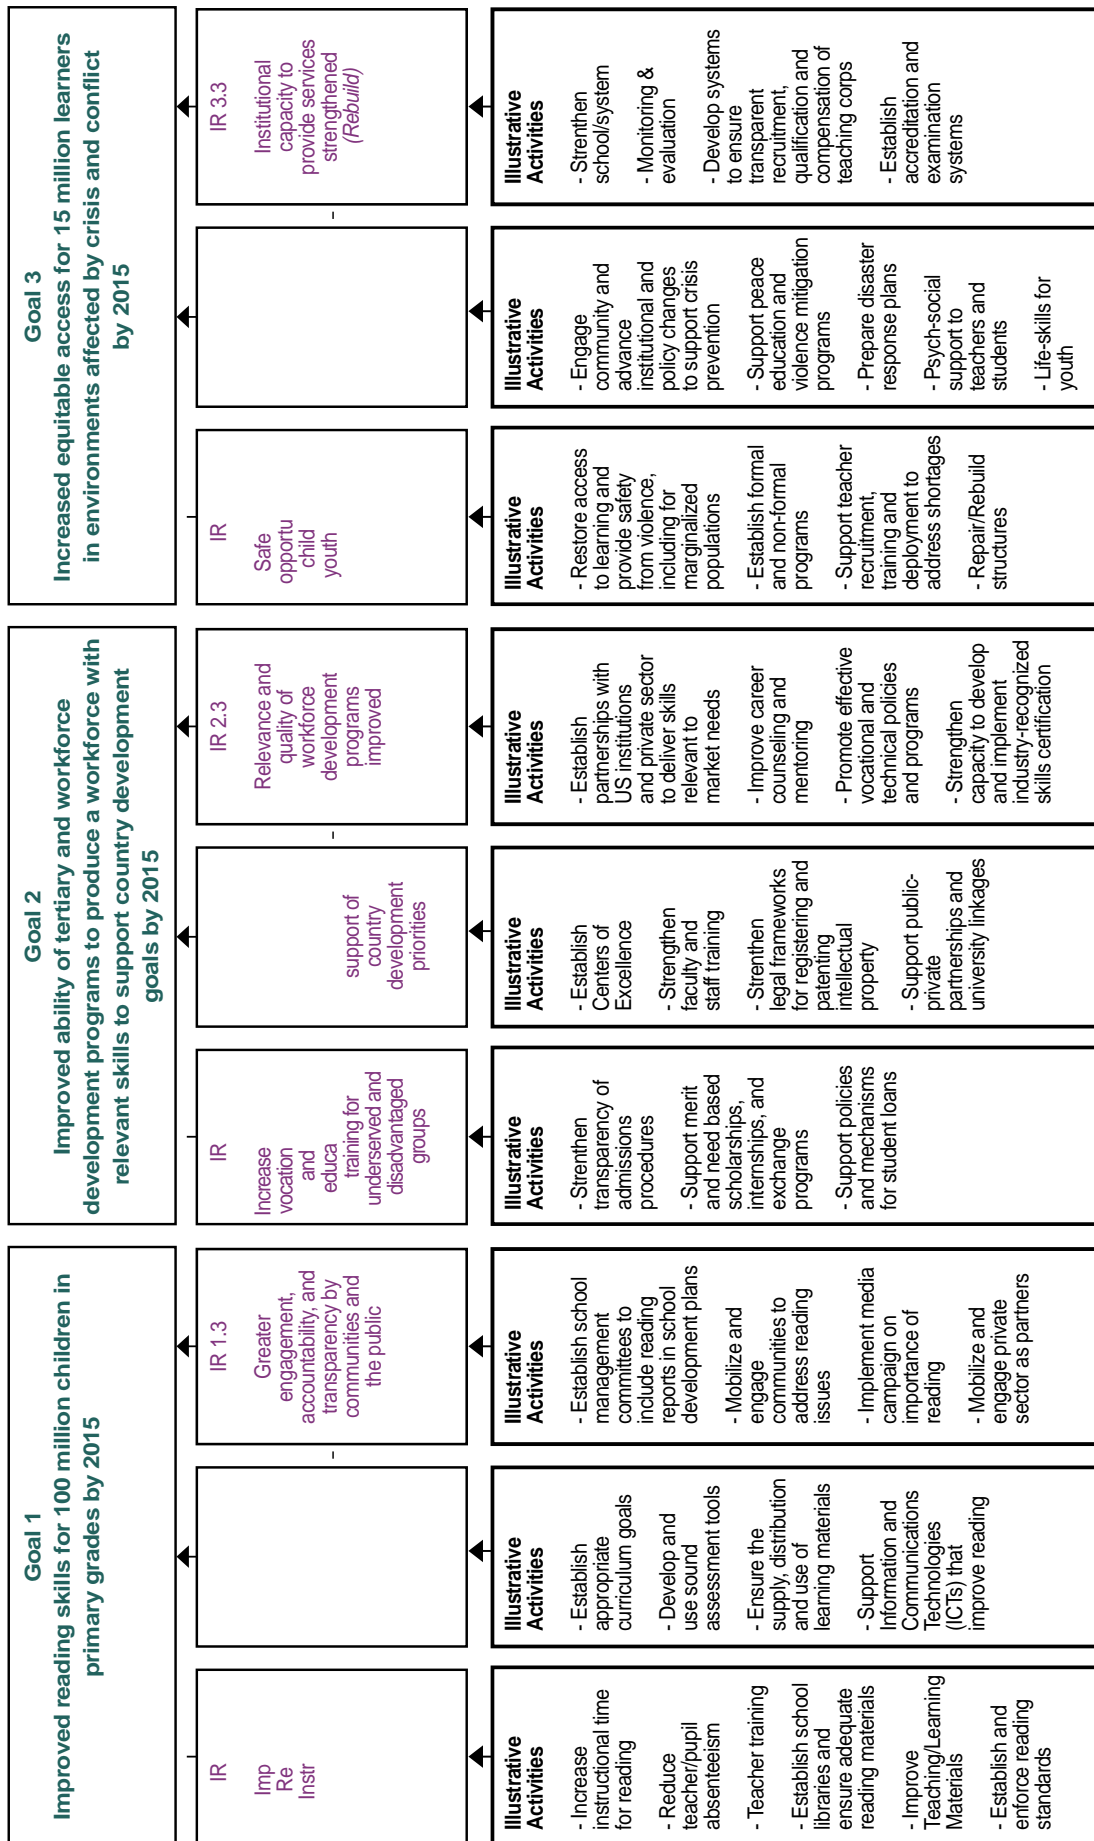 Goal 1
Improved reading skills for 100 million children in
primary grades by 2015
IR
Imp
Re
Instr
Illustrative
Activities
- Increase
instructional time
for reading
- Reduce
teacher/pupil
absenteeism
- Teacher training
- Establish school
libraries and
ensure adequate
reading materials
- Improve
Teaching/Learning
Materials
- Establish and
enforce reading
standards
Illustrative
Activities
- Establish
appropriate
curriculum goals
- Develop and
use sound
assessment tools
- Ensure the
supply, distribution
and use of
learning materials
- Support
Information and
Communications
Technologies
(ICTs) that
improve reading
IR 1.3
Greater
engagement,
accountability, and
transparency by
communities and
the public
Illustrative
Activities
- Establish school
management
committees to
include reading
reports in school
development plans
- Mobilize and
engage
communities to
address reading
issues
- Implement media
campaign on
importance of
reading
- Mobilize and
engage private
sector as partners
Goal 2
Improved ability of tertiary and workforce
development programs to produce a workforce with
relevant skills to support country development
goals by 2015
IR
Increase
vocation
and
educa
training for
underserved and
disadvantaged
groups
Illustrative
Activities
- Strenthen
transparency of
admissions
procedures
- Support merit
and need based
scholarships,
internships, and
exchange
programs
- Support policies
and mechanisms
for student loans
support of
country
development
priorities
Illustrative
Activities
- Establish
Centers of
Excellence
- Strengthen
faculty and
staff training
- Strenthen
legal frameworks
for registering and
patenting
intellectual
property
- Support public-
private
partnerships and
university linkages
IR 2.3
Relevance and
quality of
workforce
development
programs
improved
Illustrative
Activities
- Establish
partnerships with
US institutions
and private sector
to deliver skills
relevant to
market needs
- Improve career
counseling and
mentoring
- Promote effective
vocational and
technical policies
and programs
- Strengthen
capacity to develop
and implement
industry-recognized
skills certification
Goal 3
Increased equitable access for 15 million learners
in environments affected by crisis and conflict
by 2015
IR
Safe
opportu
child
youth
Illustrative
Activities
- Restore access
to learning and
provide safety
from violence,
including for
marginalized
populations
- Establish formal
and non-formal
programs
- Support teacher
recruitment,
training and
deployment to
address shortages
- Repair/Rebuild
structures
Illustrative
Activities
- Engage
community and
advance
institutional and
policy changes
to support crisis
prevention
- Support peace
education and
violence mitigation
programs
- Prepare disaster
response plans
- Psych-social
support to
teachers and
students
- Life-skills for
youth
IR 3.3
Institutional
capacity to
provide services
strengthened
(Rebuild)
Illustrative
Activities
- Strenthen
school/system
- Monitoring &
evaluation
- Develop systems
to ensure
transparent
recruitment,
qualification and
compensation of
teaching corps
- Establish
accreditation and
examination
systems